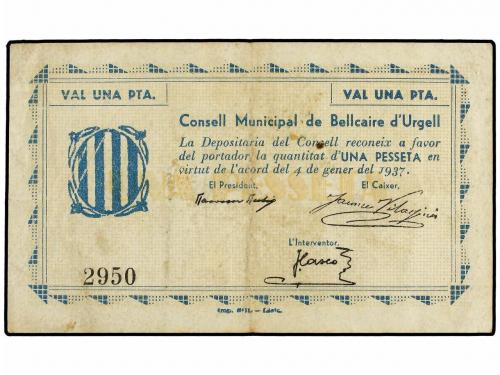 VAL UNA PTA. VAL UNA PTA.
Consell Municipal de Bellcaire d'Urgell
La Depositaria del Consell reconeix a favor
del portador la quantitat d'UNA PESSETA en
virtut de l'acord del 4 de gener del 1937.
El President, El Caixer,
L'Interventor,
2950
Imp.